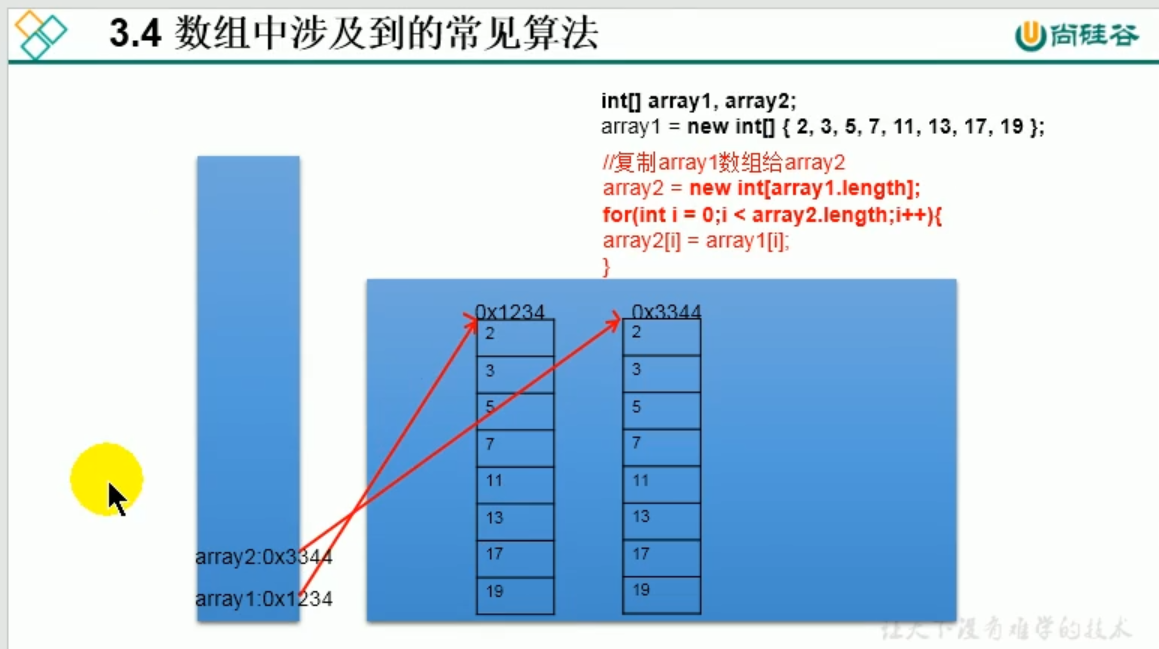 3.4 数组中涉及到的常见算法
尚硅谷
int[] array1, array2;
array1 = new int[] { 2, 3, 5, 7, 11, 13, 17, 19 };
//复制array1数组给array2
array2 = new int[array1.length];
for(int i = 0;i < array2.length;i++){
array2[i] = array1[i];
}
0x1234
2
3
5
7
11
13
17
19
0x3344
2
3
5
7
11
13
17
19
array2:0x3344
array1:0x1234
让天下没有难学的技术